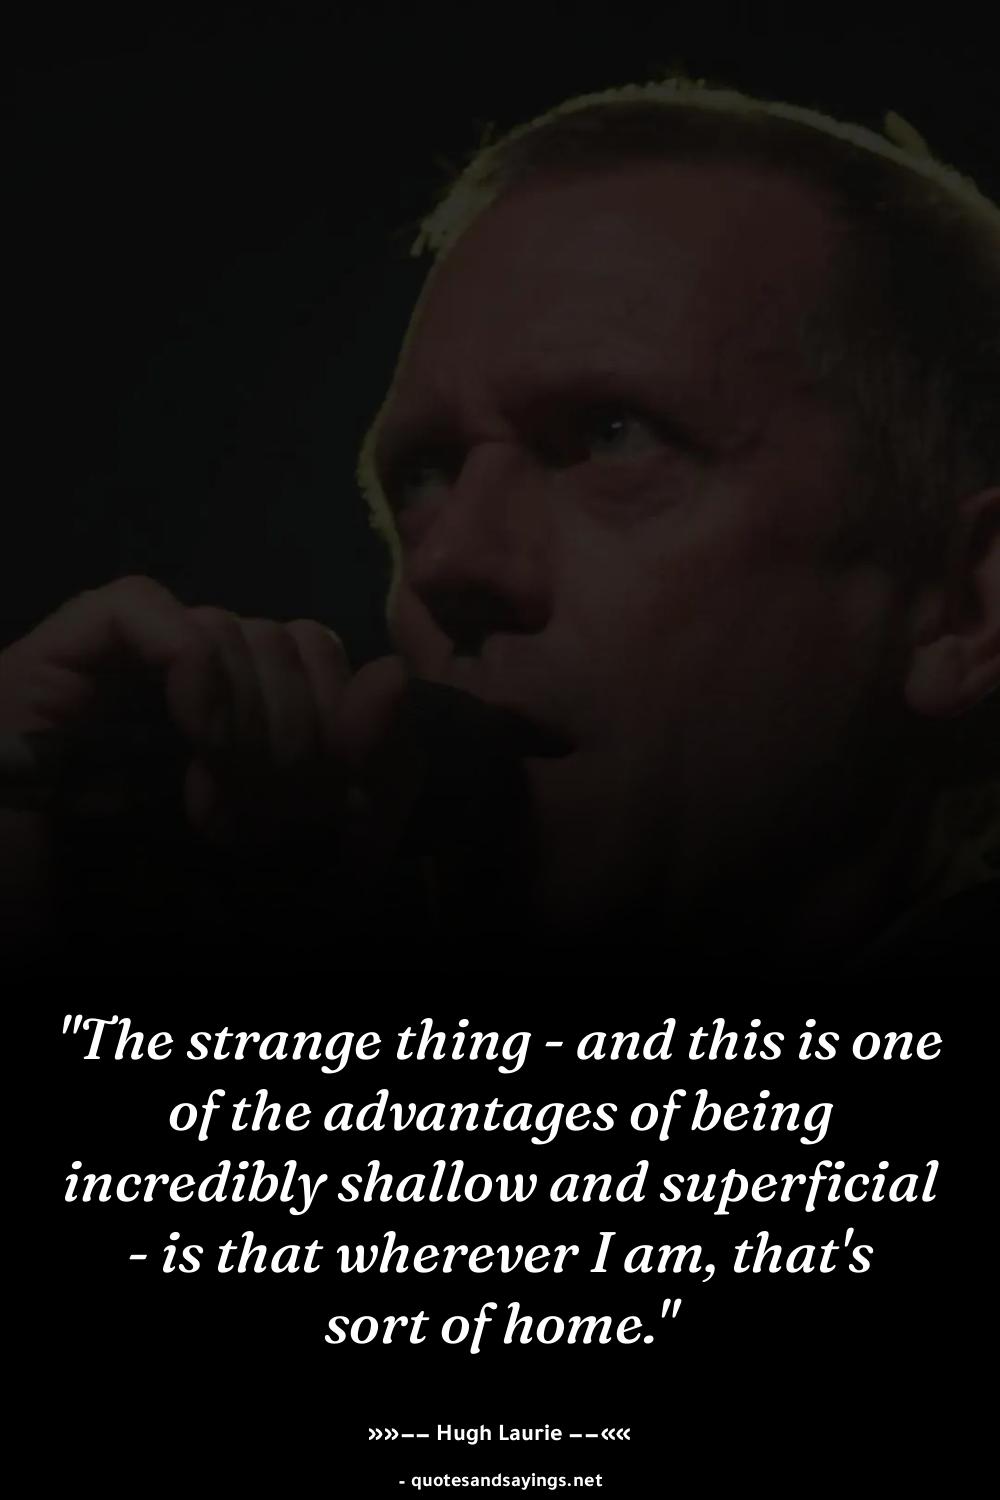 "The strange thing - and this is one
of the advantages of being
incredibly shallow and superficial
- is that wherever I am, that's
sort of home."
»»−− Hugh Laurie −−««
- quotesandsayings.net